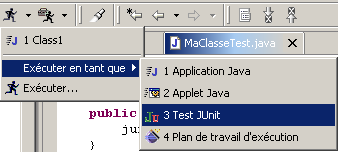 1 Class1
MaClasseTest.java
Exécuter en tant que
1 Application Java
Exécuter...
2 Applet Java
3 Test JUnit
public
4 Plan de travail d'exécution
}